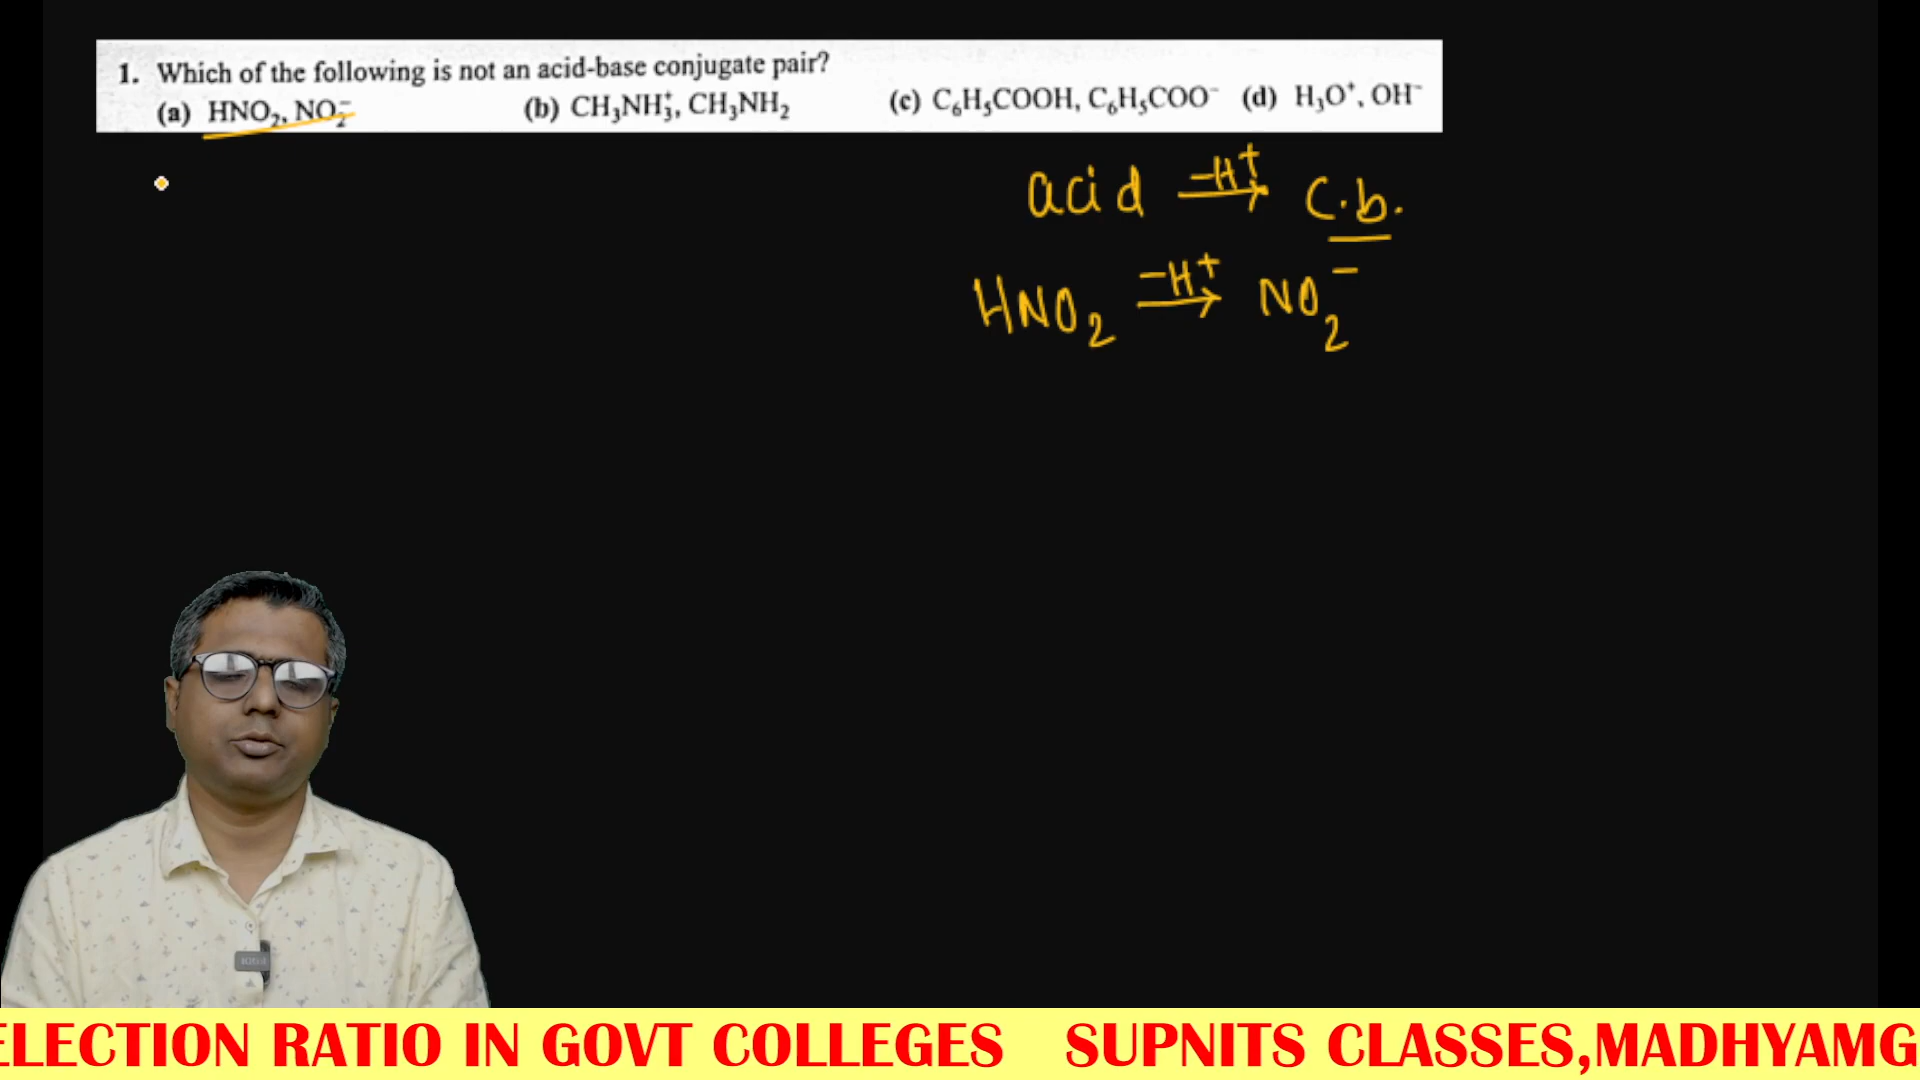 1. Which of the following is not an acid-base conjugate pair?
(a) HNO₂, NO₂⁻ (b) CH₃NH₃⁺, CH₃NH₂ (c) C₆H₅COOH, C₆H₅COO⁻ (d) H₃O⁺, OH⁻
acid –H⁺→ C.b.
HNO₂ –H⁺→ NO₂⁻
ELECTION RATIO IN GOVT COLLEGES SUPNITS CLASSES,MADHYAMG